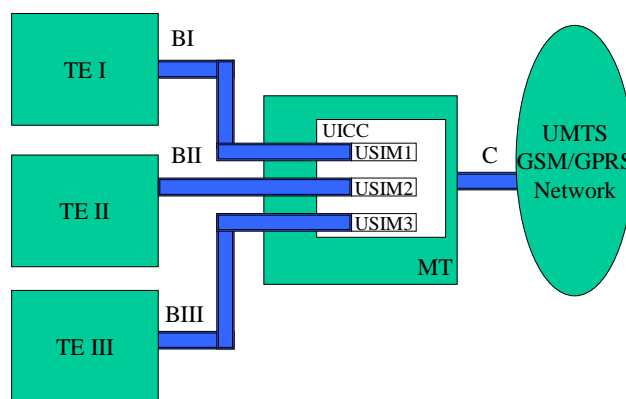 BI
TE I
UICC
USIM1
C
UMTS
GSM/GPRS
Network
BII
TE II
USIM2
USIM3
MT
BIII
TE III